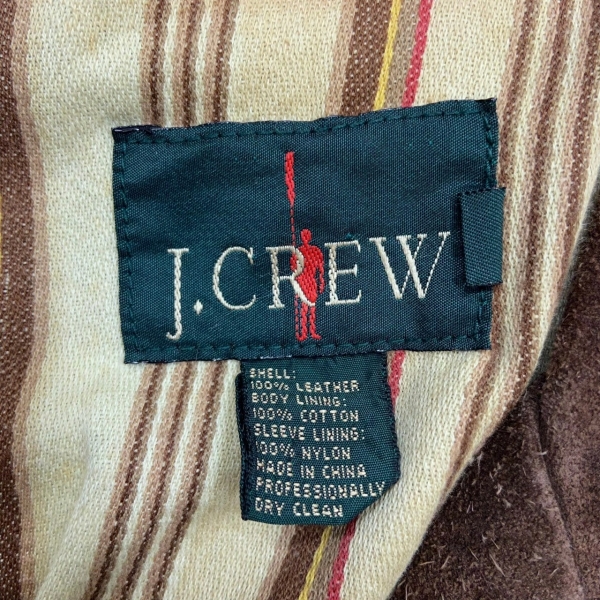 J.CREW
SHELL:
100% LEATHER
BODY LINING:
100% COTTON
SLEEVE LINING:
100% NYLON
MADE IN CHINA
PROFESSIONALLY
DRY CLEAN